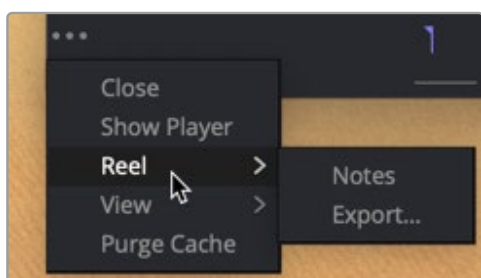 Close
Show Player
Reel
View
Purge Cache
Notes
Export...